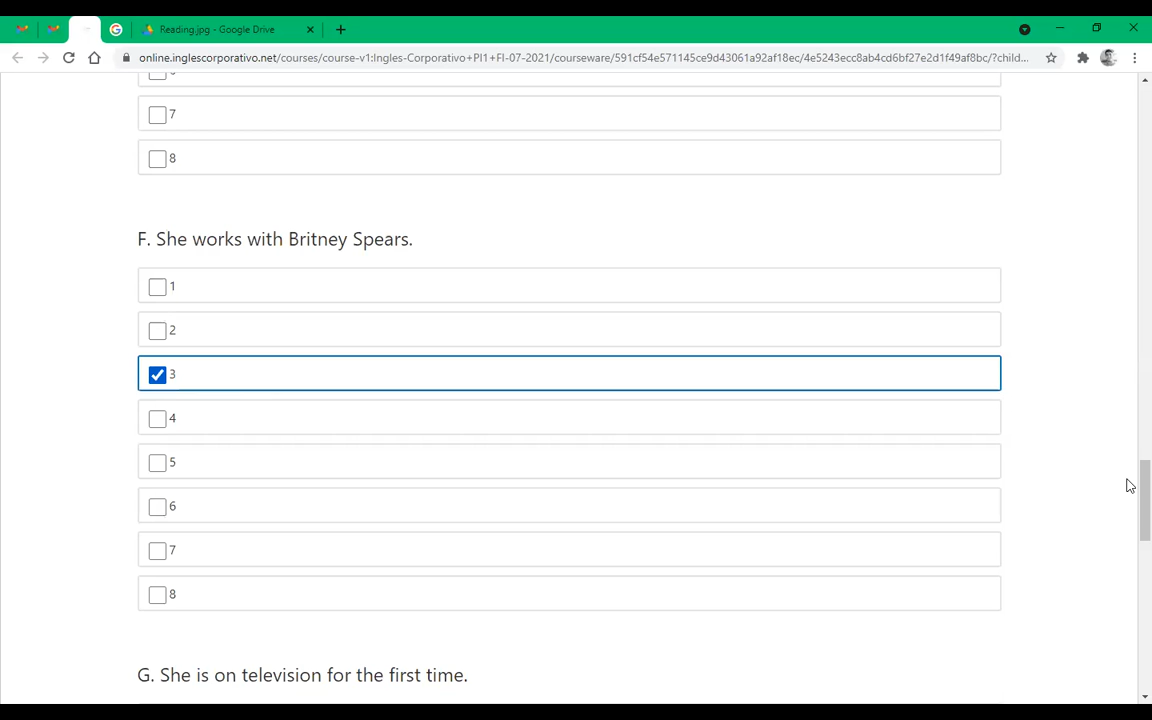 Reading.jpg - Google Drive
online.inglescorporativo.net/courses/course-v1:Ingles-Corporativo+PI1+FI-07-2021/courseware/591cf54e571145ce9d43061a92af18ec/4e5243ecc8ab4cd6bf27e2d1f49af8bc/?child...
7
8
F. She works with Britney Spears.
1
2
3
4
5
6
7
8
G. She is on television for the first time.